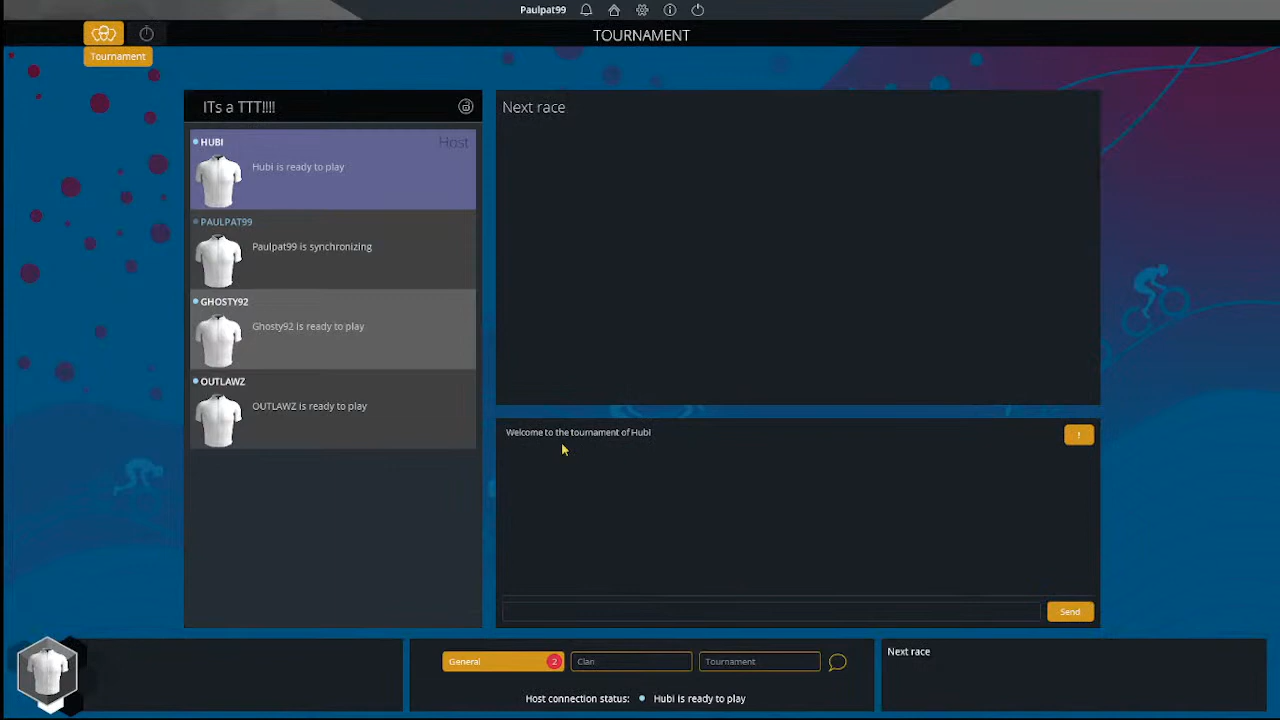 Paulpat99
TOURNAMENT
Tournament
ITs a TTT!!!!
HUBI
Host
Hubi is ready to play
PAULPAT99
Paulpat99 is synchronizing
GHOSTY92
Ghosty92 is ready to play
OUTLAWZ
OUTLAWZ is ready to play
Next race
Welcome to the tournament of HubI
!
Send
General
2
Clan
Tournament
Host connection status:
Hubi is ready to play
Next race